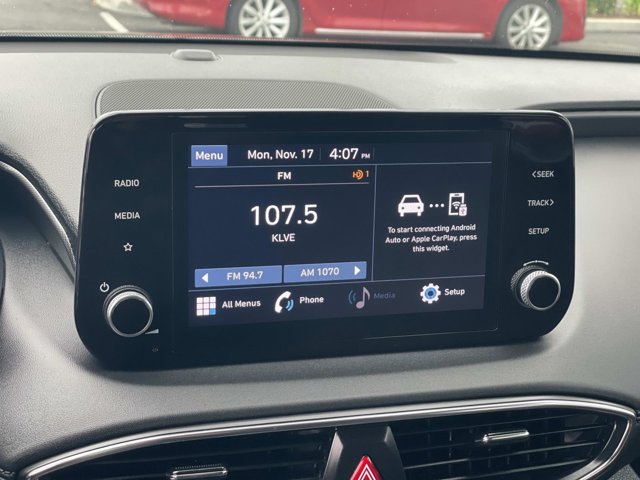 Menu Mon, Nov. 17 4:07 PM
FM 1
107.5
KLVE
FM 94.7 AM 1070
To start connecting Android
Auto or Apple CarPlay, press
this widget.
All Menus Phone Media Setup
RADIO
MEDIA
SEEK
TRACK
SETUP